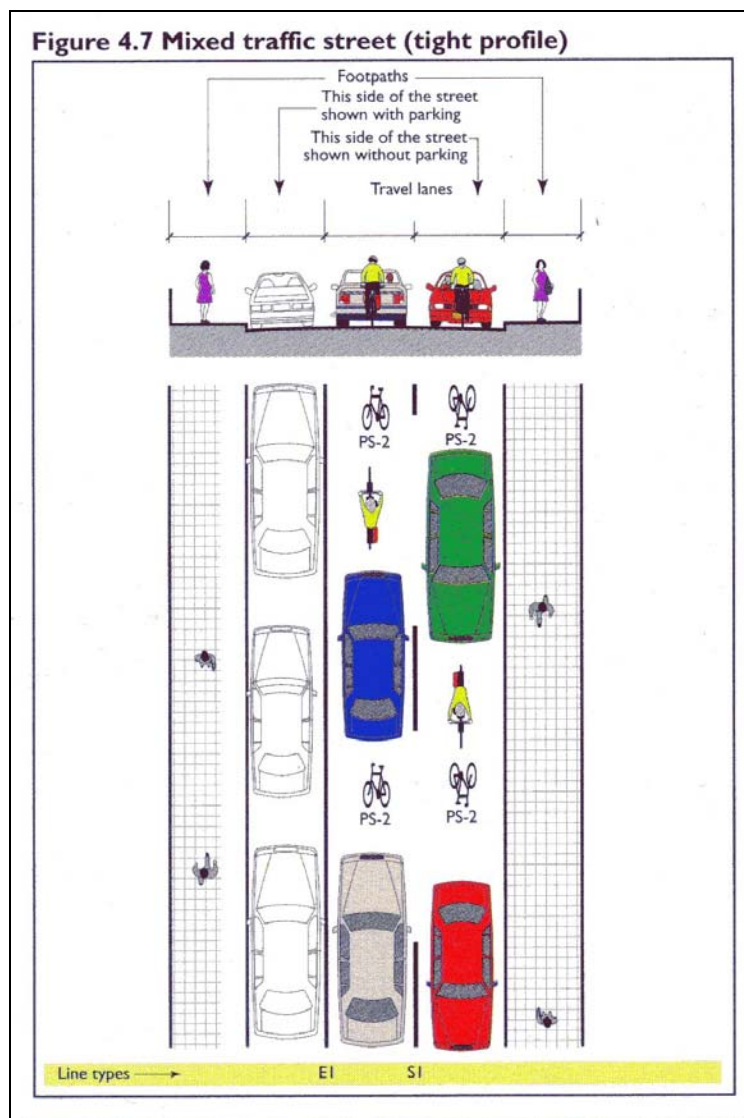 Figure 4.7 Mixed traffic street (tight profile)
Footpaths
This side of the street
shown with parking
This side of the street
shown without parking
Travel lanes
PS-2 PS-2
PS-2 PS-2
Line types E1 S1